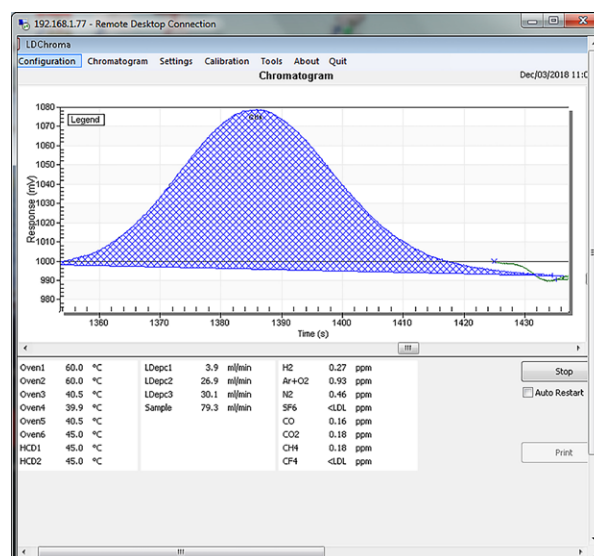 192.168.1.77 - Remote Desktop Connection
LDChroma
Configuration Chromatogram Settings Calibration Tools About Quit
Chromatogram Dec/03/2018 11:0
Legend
Response (mV)
1080
1070
1060
1050
1040
1030
1020
1010
1000
990
980
1360 1370 1380 1390 1400 1410 1420 1430
Time (s)
Oven1 60.0 °C LDepc1 3.9 ml/min H2 0.27 ppm Stop
Oven2 60.0 °C LDepc2 26.9 ml/min Ar+O2 0.93 ppm
Oven3 40.5 °C LDepc3 30.1 ml/min N2 0.46 ppm Auto Restart
Oven4 39.9 °C Sample 79.3 ml/min SF6 <LDL ppm
Oven5 40.5 °C CO 0.16 ppm
Oven6 45.0 °C CO2 0.18 ppm
HCD1 45.0 °C CH4 0.18 ppm Print
HCD2 45.0 °C CF4 <LDL ppm